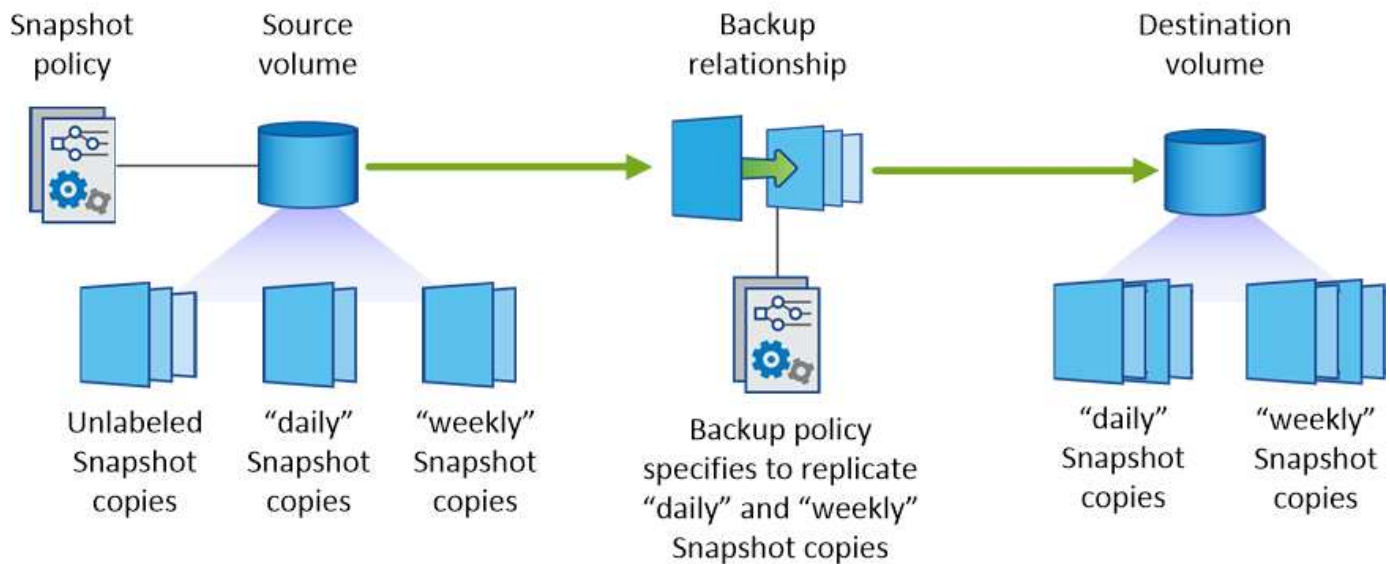 Snapshot
policy
Source
volume
Backup
relationship
Destination
volume
Unlabeled
Snapshot
copies
“daily”
Snapshot
copies
“weekly”
Snapshot
copies
Backup policy
specifies to replicate
“daily” and “weekly”
Snapshot copies
“daily”
Snapshot
copies
“weekly”
Snapshot
copies